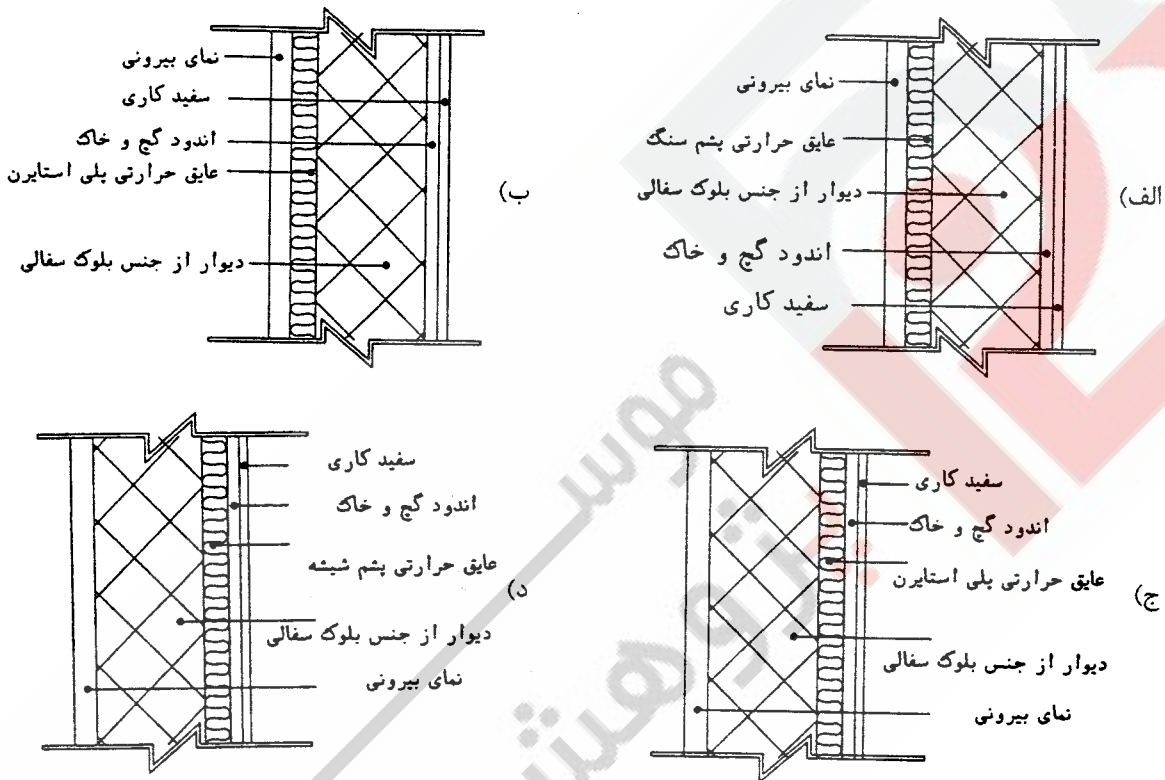 الف)
نمای بیرونی
عایق حرارتی پشم سنگ
دیوار از جنس بلوک سفالی
اندود گچ و خاک
سفید کاری
ب)
نمای بیرونی
سفید کاری
اندود گچ و خاک
عایق حرارتی پلی استایرن
دیوار از جنس بلوک سفالی
ج)
سفید کاری
اندود گچ و خاک
عایق حرارتی پلی استایرن
دیوار از جنس بلوک سفالی
نمای بیرونی
د)
سفید کاری
اندود گچ و خاک
عایق حرارتی پشم شیشه
دیوار از جنس بلوک سفالی
نمای بیرونی